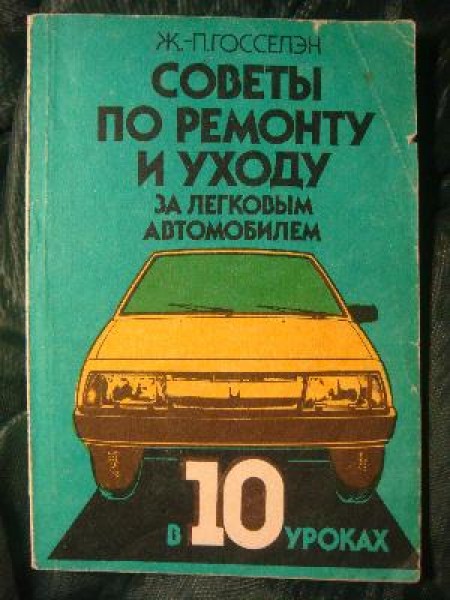 Ж.-П.ГОССЕЛЭН
СОВЕТЫ
ПО РЕМОНТУ
И УХОДУ
ЗА ЛЕГКОВЫМ
АВТОМОБИЛЕМ
В 10 УРОКАХ